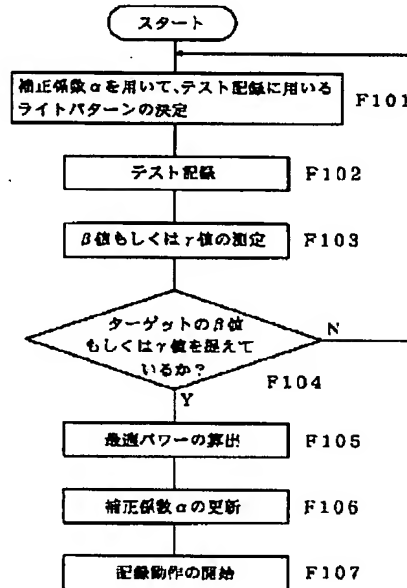 スタート
補正係数αを用いて、テスト記録に用いる
ライトパターンの決定
F101
テスト記録
F102
β値もしくはγ値の測定
F103
ターゲットのβ値
もしくはγ値を捉えて
いるか?
N
F104
Y
最適パワーの算出
F105
補正係数αの更新
F106
記録動作の開始
F107